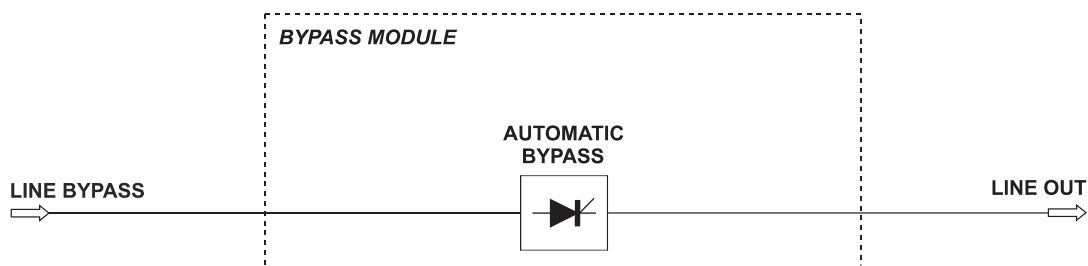 BYPASS MODULE
AUTOMATIC
BYPASS
LINE BYPASS
LINE OUT